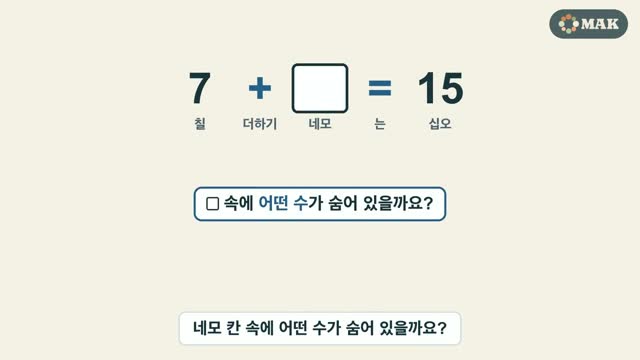 MAK
7 + □ = 15
칠 더하기 네모 는 십오
□ 속에 어떤 수가 숨어 있을까요?
네모 칸 속에 어떤 수가 숨어 있을까요?